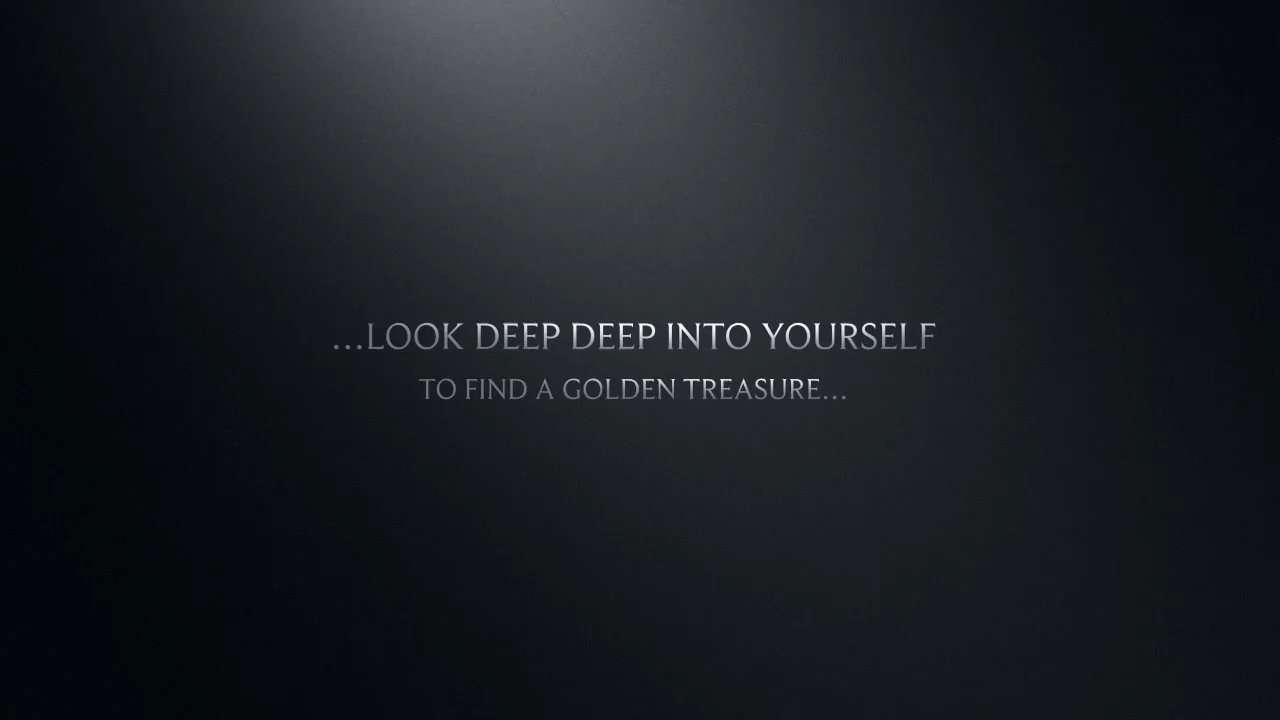 ...LOOK DEEP DEEP INTO YOURSELF
TO FIND A GOLDEN TREASURE...